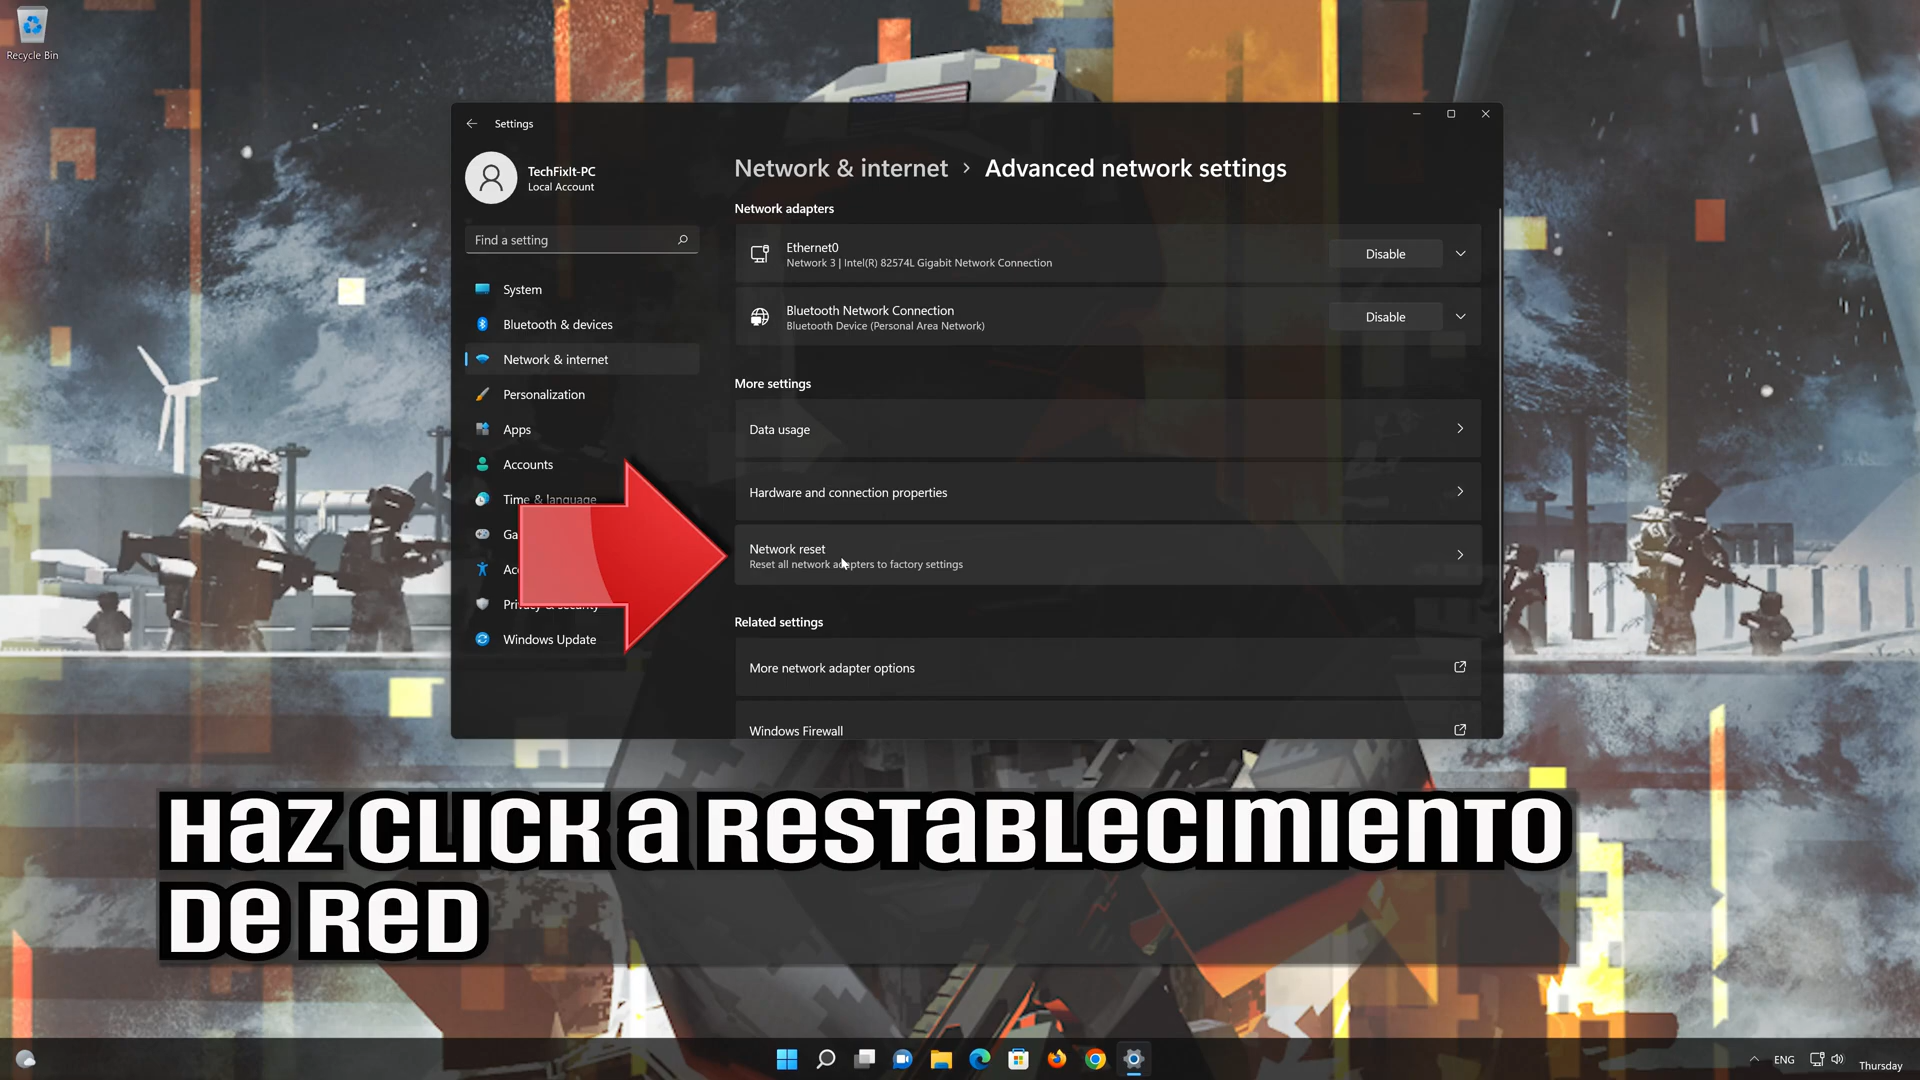 Recycle Bin
Settings
TechFixIt-PC
Local Account
Find a setting
System
Bluetooth & devices
Network & internet
Personalization
Apps
Accounts
Time & language
Ga
Ac
Privacy & security
Windows Update
Network & internet > Advanced network settings
Network adapters
Ethernet0
Network 3 | Intel(R) 82574L Gigabit Network Connection
Disable
Bluetooth Network Connection
Bluetooth Device (Personal Area Network)
Disable
More settings
Data usage
Hardware and connection properties
Network reset
Reset all network adapters to factory settings
Related settings
More network adapter options
Windows Firewall
Haz click a restablecimiento
de red
ENG
Thursday